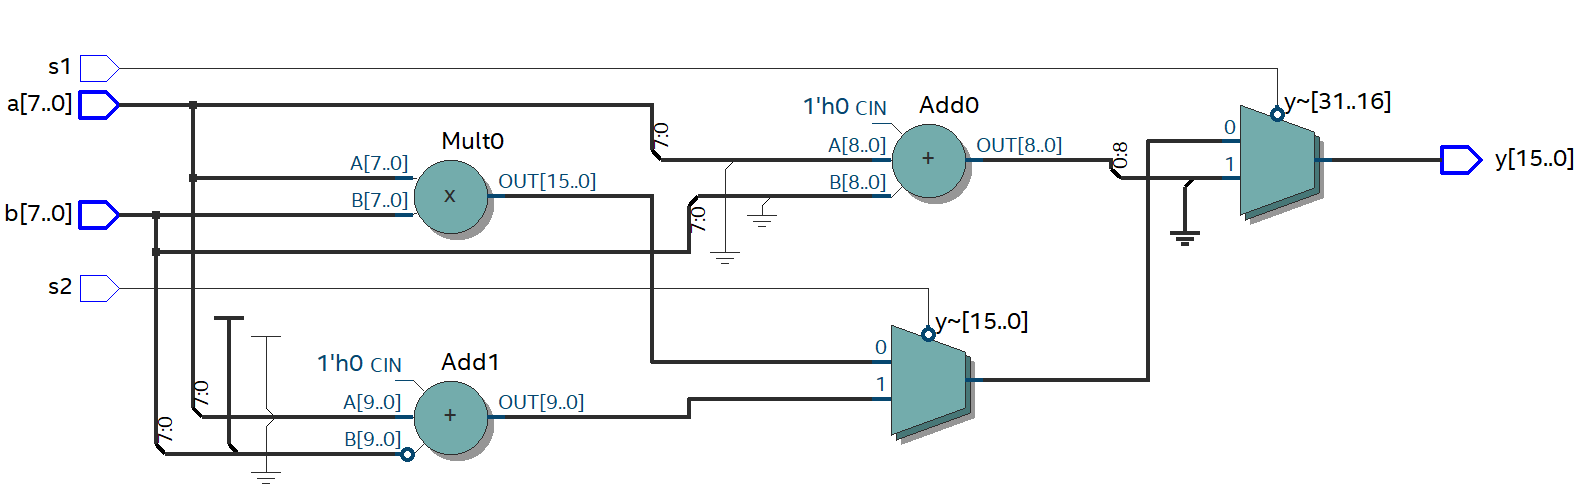 s1
a[7..0]
b[7..0]
s2
Mult0
A[7..0]
B[7..0]
x
OUT[15..0]
7:0
7:0
1'h0 CIN
Add0
A[8..0]
B[8..0]
+
OUT[8..0]
0:8
y~[31..16]
0
1
y[15..0]
7:0
7:0
1'h0 CIN
Add1
A[9..0]
B[9..0]
+
OUT[9..0]
y~[15..0]
0
1